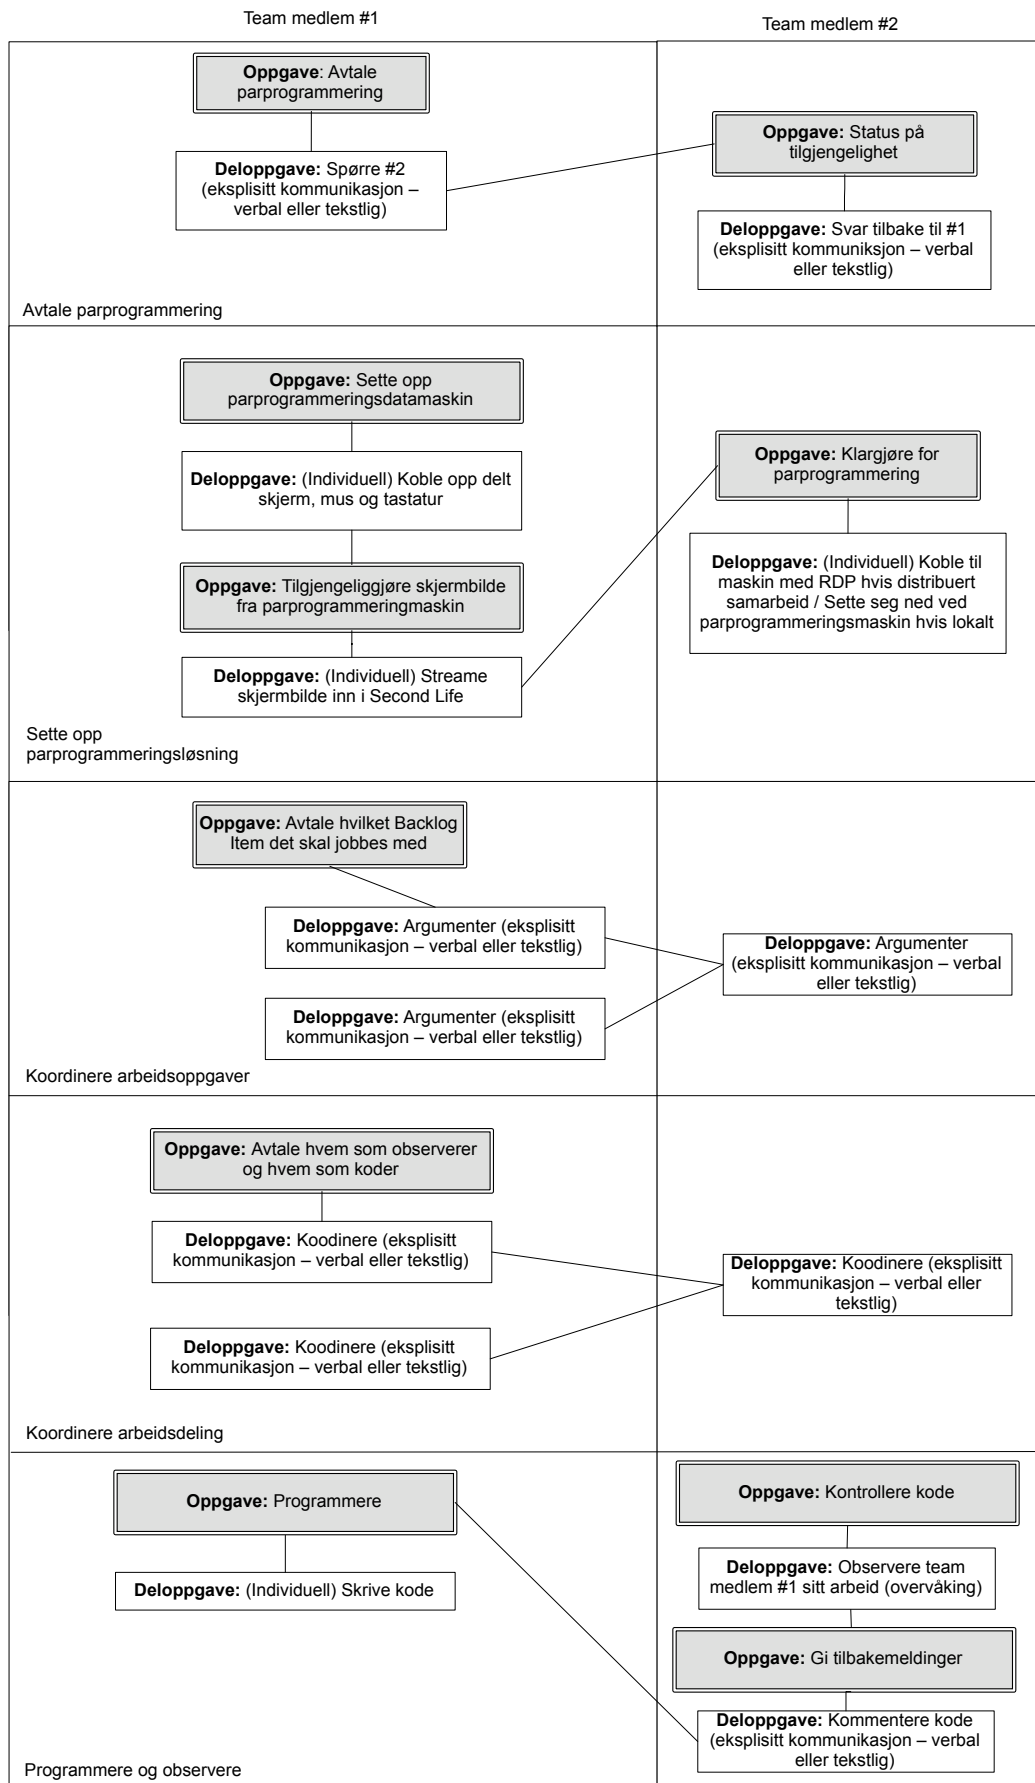 Team medlem #1
Team medlem #2
Oppgave: Avtale
parprogrammering
Deloppgave: Spørre #2
(eksplisitt kommunikasjon –
verbal eller tekstlig)
Oppgave: Status på
tilgjengelighet
Deloppgave: Svar tilbake til #1
(eksplisitt kommuniksjon – verbal
eller tekstlig)
Avtale parprogrammering
Oppgave: Sette opp
parprogrammeringsdatamaskin
Deloppgave: (Individuell) Koble opp delt
skjerm, mus og tastatur
Oppgave: Tilgjengeliggjøre skjermbilde
fra parprogrammeringmaskin
Deloppgave: (Individuell) Streame
skjermbilde inn i Second Life
Oppgave: Klargjøre for
parprogrammering
Deloppgave: (Individuell) Koble til
maskin med RDP hvis distribuert
samarbeid / Sette seg ned ved
parprogrammeringsmaskin hvis lokalt
Sette opp
parprogrammeringsløsning
Oppgave: Avtale hvilket Backlog
Item det skal jobbes med
Deloppgave: Argumenter (eksplisitt
kommunikasjon – verbal eller tekstlig)
Deloppgave: Argumenter
(eksplisitt kommunikasjon – verbal
eller tekstlig)
Deloppgave: Argumenter (eksplisitt
kommunikasjon – verbal eller tekstlig)
Koordinere arbeidsoppgaver
Oppgave: Avtale hvem som observerer
og hvem som koder
Deloppgave: Koodinere (eksplisitt
kommunikasjon – verbal eller tekstlig)
Deloppgave: Koodinere (eksplisitt
kommunikasjon – verbal eller
tekstlig)
Deloppgave: Koodinere (eksplisitt
kommunikasjon – verbal eller tekstlig)
Koordinere arbeidsdeling
Oppgave: Programmere
Deloppgave: (Individuell) Skrive kode
Oppgave: Kontrollere kode
Deloppgave: Observere team
medlem #1 sitt arbeid (overvåking)
Oppgave: Gi tilbakemeldinger
Deloppgave: Kommentere kode
(eksplisitt kommunikasjon – verbal
eller tekstlig)
Programmere og observere